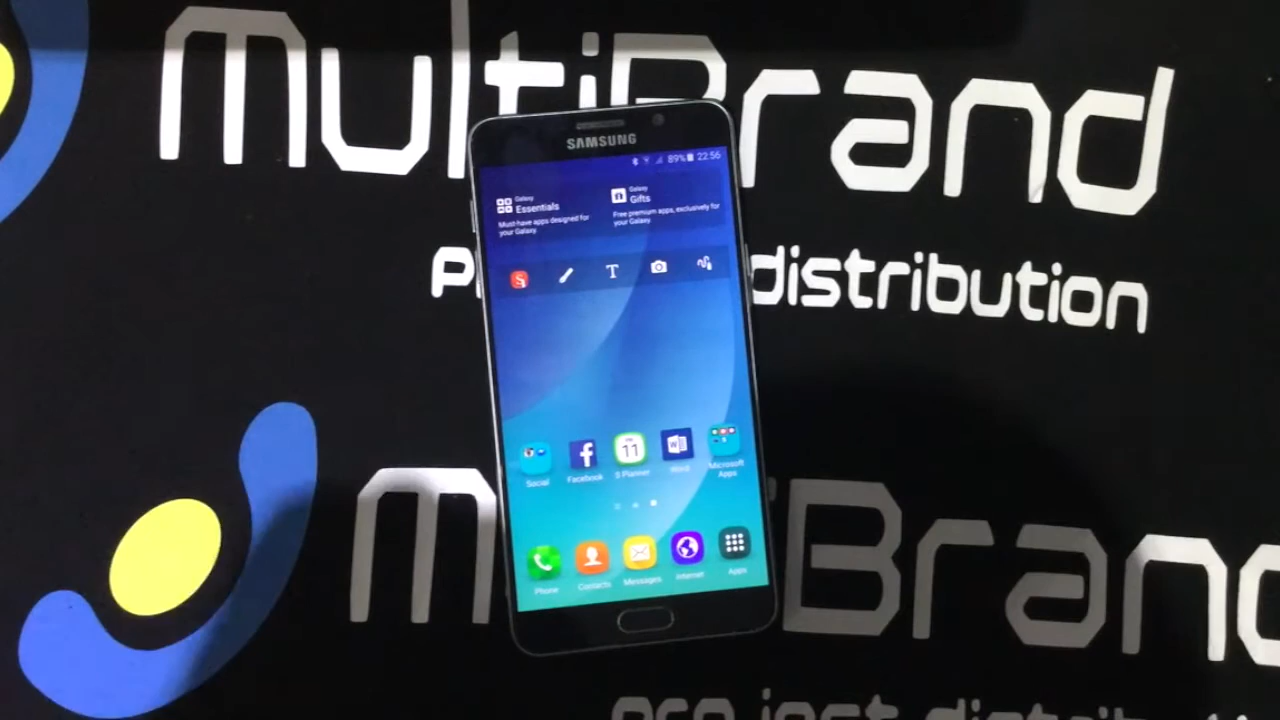 multiBrand
distribution
SAMSUNG
89% 22:56
Galaxy Essentials
Must-have apps designed for
your Galaxy.
Galaxy Gifts
Free premium apps, exclusively for
your Galaxy.
S T
11
Social Facebook S Planner Word Microsoft Apps
Phone Contacts Messages Internet Apps
Brand